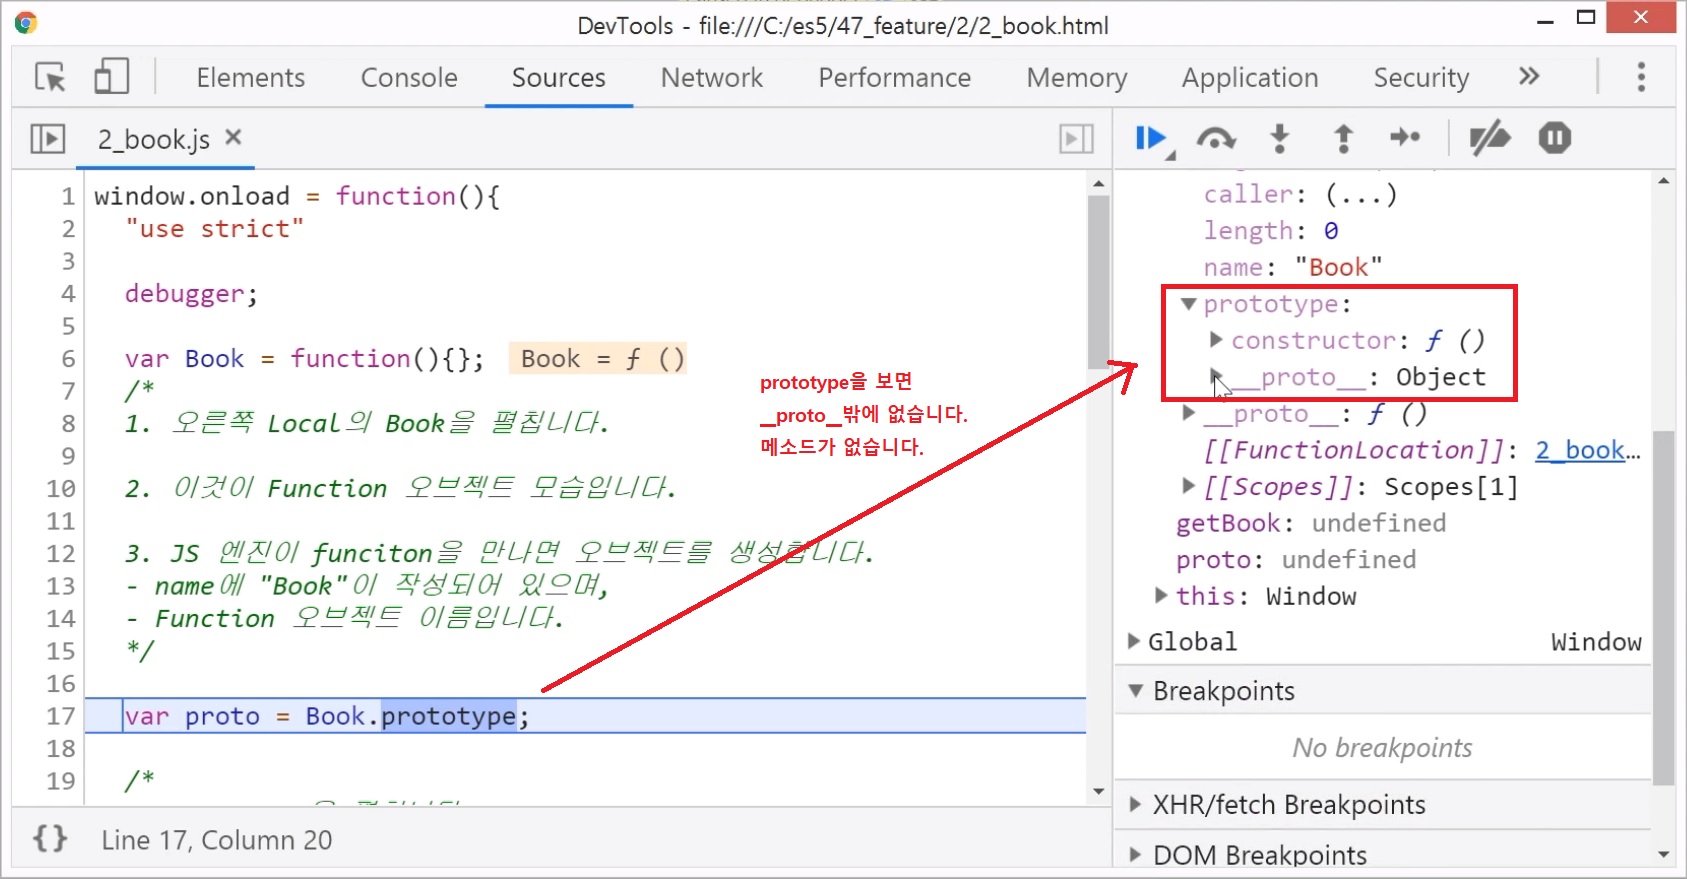 DevTools - file:///C:/es5/47_feature/2/2_book.html
Elements Console Sources Network Performance Memory Application Security »
2_book.js ×
1 window.onload = function(){
2 "use strict"
3
4 debugger;
5
6 var Book = function(){}; Book = ƒ ()
7 /*
8 1. 오른쪽 Local의 Book을 펼칩니다.
9
10 2. 이것이 Function 오브젝트 모습입니다.
11
12 3. JS 엔진이 funciton을 만나면 오브젝트를 생성합니다.
13 - name에 "Book"이 작성되어 있으며,
14 - Function 오브젝트 이름입니다.
15 */
16
17 var proto = Book.prototype;
18
19 /*
prototype을 보면
__proto__밖에 없습니다.
메소드가 없습니다.
{} Line 17, Column 20
caller: (...)
length: 0
name: "Book"
prototype:
constructor: ƒ ()
__proto__: Object
__proto__: ƒ ()
[[FunctionLocation]]: 2_book…
[[Scopes]]: Scopes[1]
getBook: undefined
proto: undefined
this: Window
Global Window
Breakpoints
No breakpoints
XHR/fetch Breakpoints
DOM Breakpoints